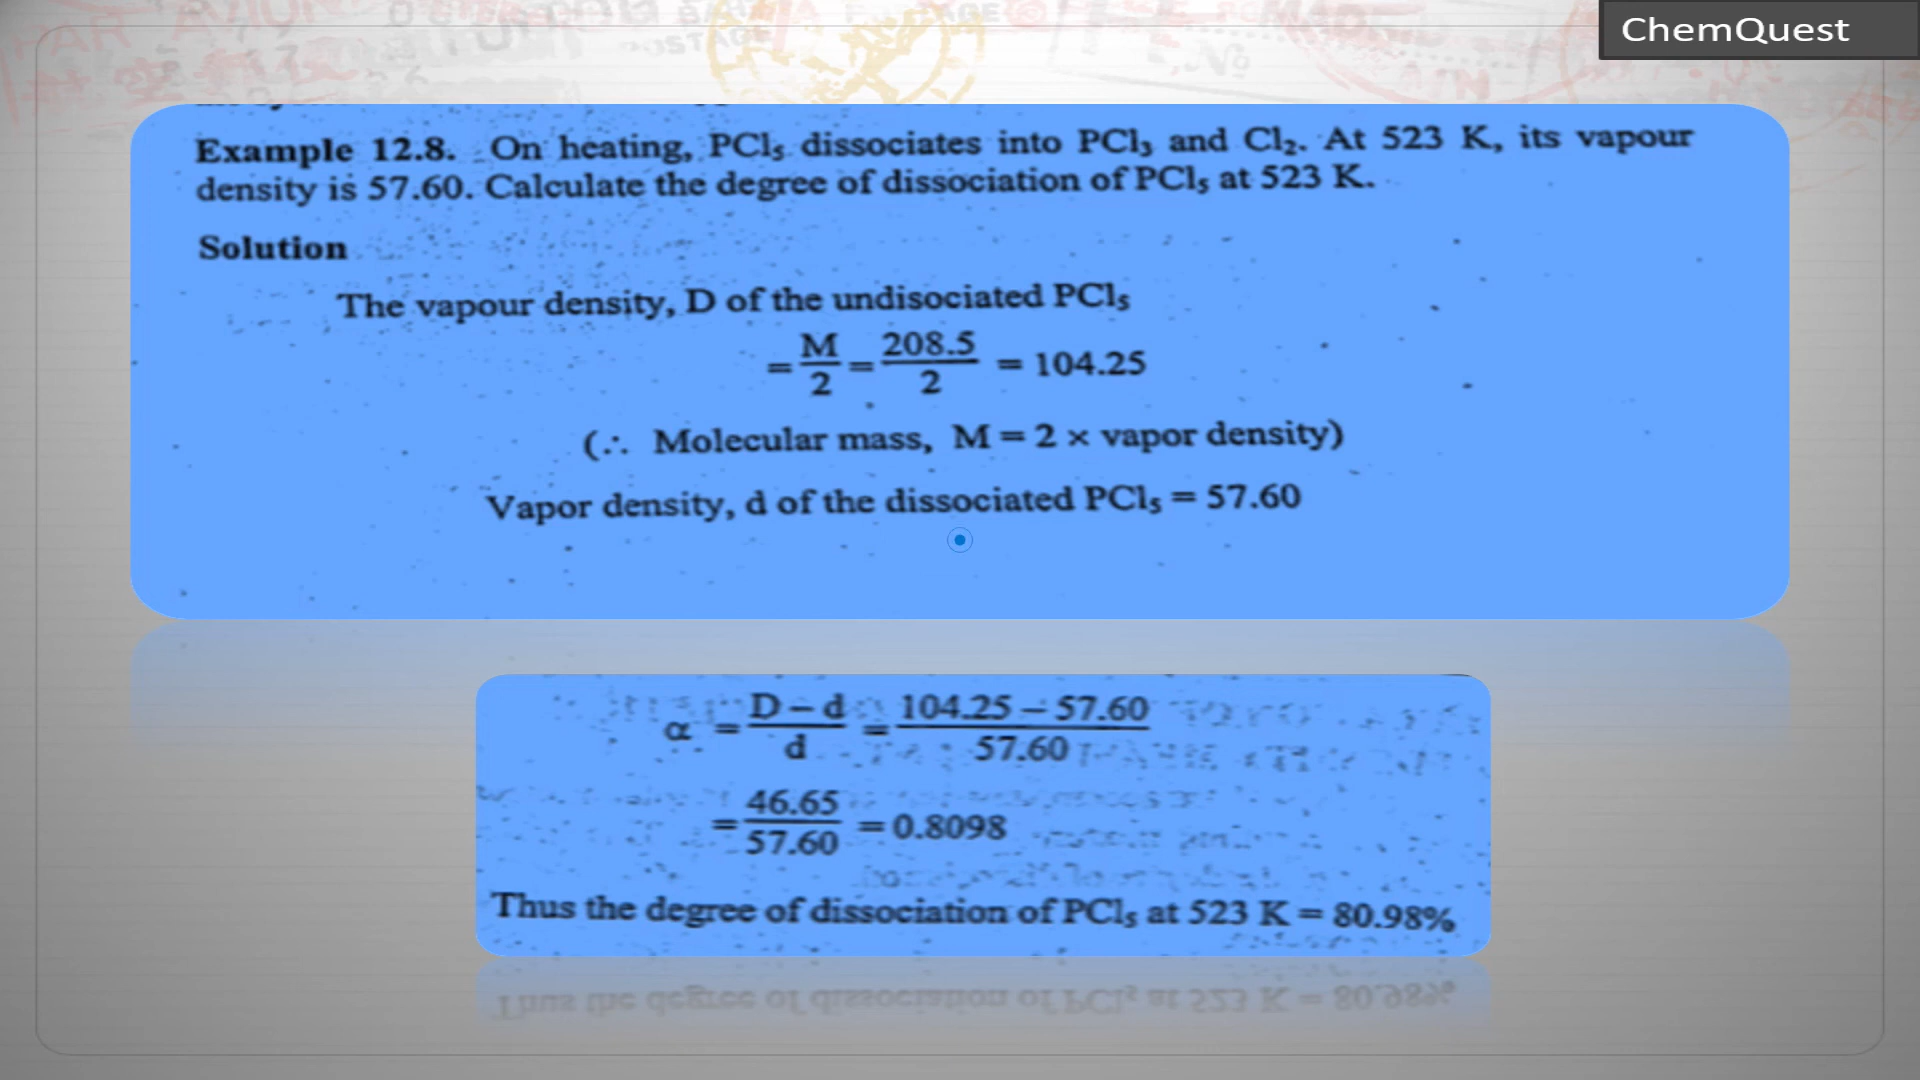 ChemQuest
Example 12.8. On heating, PCl₅ dissociates into PCl₃ and Cl₂. At 523 K, its vapour
density is 57.60. Calculate the degree of dissociation of PCl₅ at 523 K.
Solution
The vapour density, D of the undisociated PCl₅
= M/2 = 208.5/2 = 104.25
(∴ Molecular mass, M = 2 × vapor density)
Vapor density, d of the dissociated PCl₅ = 57.60
α = D – d/d = 104.25 – 57.60/57.60
= 46.65/57.60 = 0.8098
Thus the degree of dissociation of PCl₅ at 523 K = 80.98%